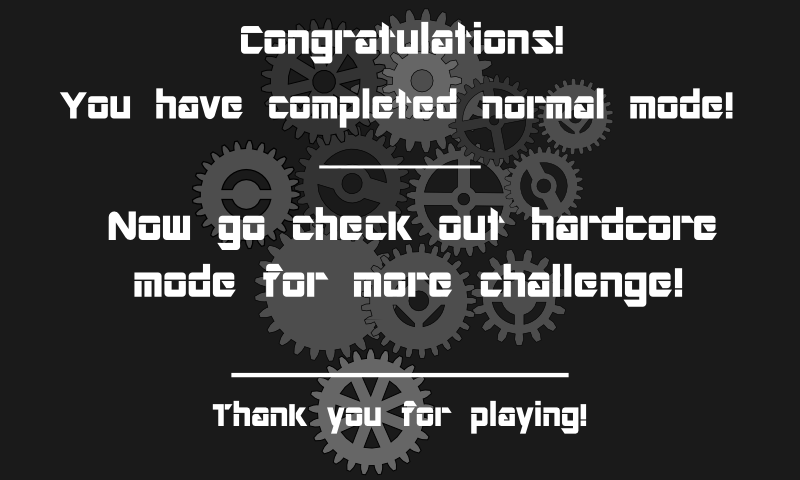 Congratulations!
You have completed normal mode!
Now go check out hardcore
mode for more challenge!
Thank you for playing!